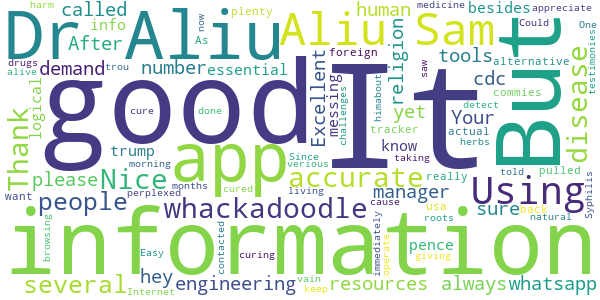 harm now Could medicine appreciate
Dr Aliu Aliu Sam But
info called besides plenty human
After As foreign tools alternative One
drugs saw commies testimonies
alive trou religion
demand number essential
logical Excellent messing challenges cdc yet disease
good It
cure done Your detect actual
Thank tracker herbs
app
Since himabout know
trump accurate taking
please Nice morning cured verious manager told pulled
want perplexed months living cause really Using sure Syphilis
people whackadoodle usa back
hey curing roots natural
pence
information
browsing contacted immediately operate giving
several Easy engineering vain resources always whatsapp
Internet keep